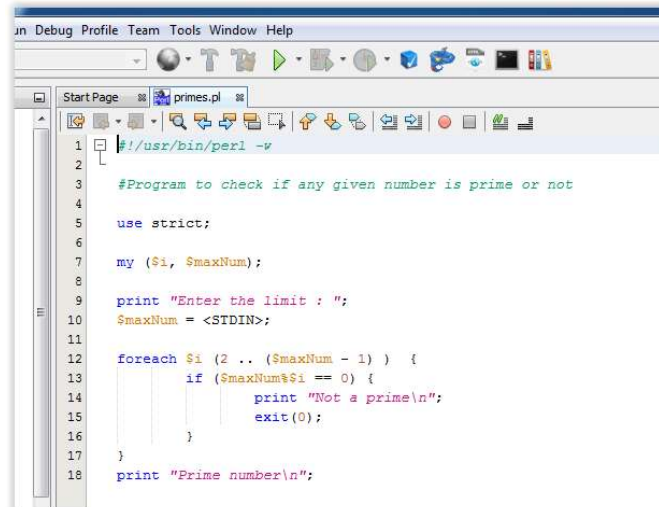 un Debug Profile Team Tools Window Help
Start Page primes.pl
1 #!/usr/bin/perl -w
2
3 #Program to check if any given number is prime or not
4
5 use strict;
6
7 my ($i, $maxNum);
8
9 print "Enter the limit : ";
10 $maxNum = <STDIN>;
11
12 foreach $i (2 .. ($maxNum - 1) ) {
13 if ($maxNum%$i == 0) {
14 print "Not a prime\n";
15 exit(0);
16 }
17 }
18 print "Prime number\n";